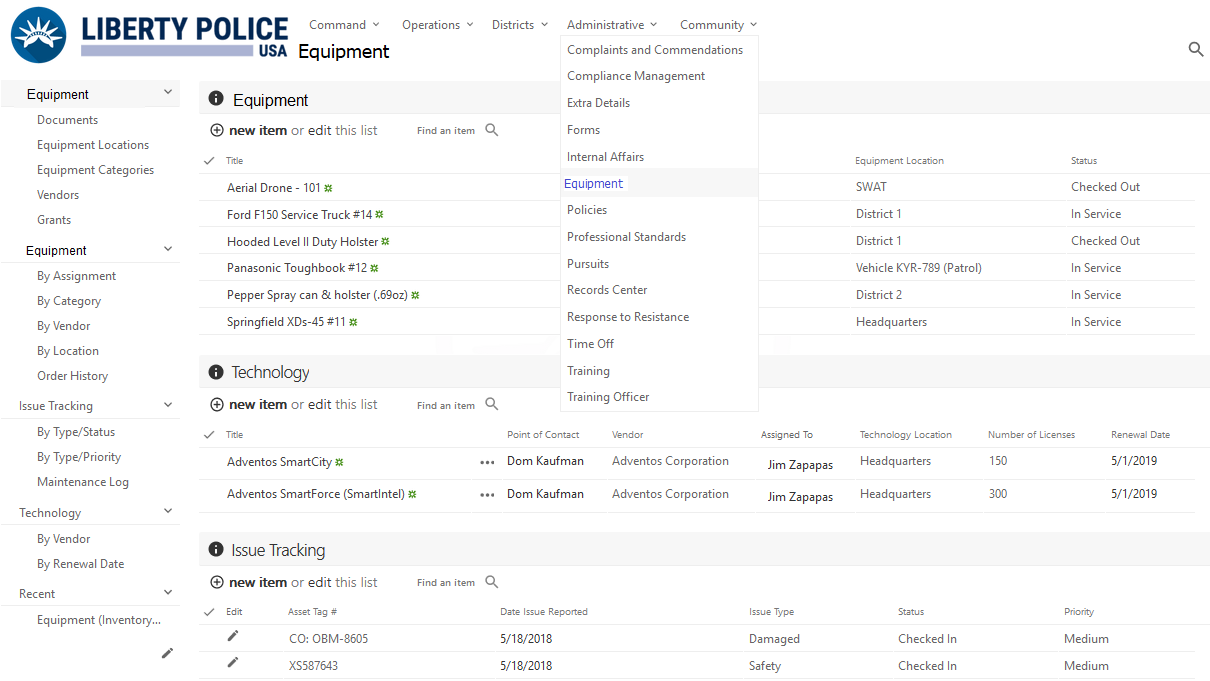 LIBERTY POLICE
USA
Command Operations Districts Administrative Community
Equipment
Complaints and Commendations
Compliance Management
Extra Details
Forms
Internal Affairs
Equipment
Policies
Professional Standards
Pursuits
Records Center
Response to Resistance
Time Off
Training
Training Officer
Equipment
Documents
Equipment Locations
Equipment Categories
Vendors
Grants
Equipment
By Assignment
By Category
By Vendor
By Location
Order History
Issue Tracking
By Type/Status
By Type/Priority
Maintenance Log
Technology
By Vendor
By Renewal Date
Recent
Equipment (Inventory...
Equipment
new item or edit this list Find an item
Title Equipment Location Status
Aerial Drone - 101 SWAT Checked Out
Ford F150 Service Truck #14 District 1 In Service
Hooded Level II Duty Holster District 1 Checked Out
Panasonic Toughbook #12 Vehicle KYR-789 (Patrol) In Service
Pepper Spray can & holster (.69oz) District 2 In Service
Springfield XDs-45 #11 Headquarters In Service
Technology
new item or edit this list Find an item
Title Point of Contact Vendor Assigned To Technology Location Number of Licenses Renewal Date
Adventos SmartCity ... Dom Kaufman Adventos Corporation Jim Zapapas Headquarters 150 5/1/2019
Adventos SmartForce (SmartIntel) ... Dom Kaufman Adventos Corporation Jim Zapapas Headquarters 300 5/1/2019
Issue Tracking
new item or edit this list Find an item
Edit Asset Tag # Date Issue Reported Issue Type Status Priority
CO: OBM-8605 5/18/2018 Damaged Checked In Medium
XS587643 5/18/2018 Safety Checked In Medium